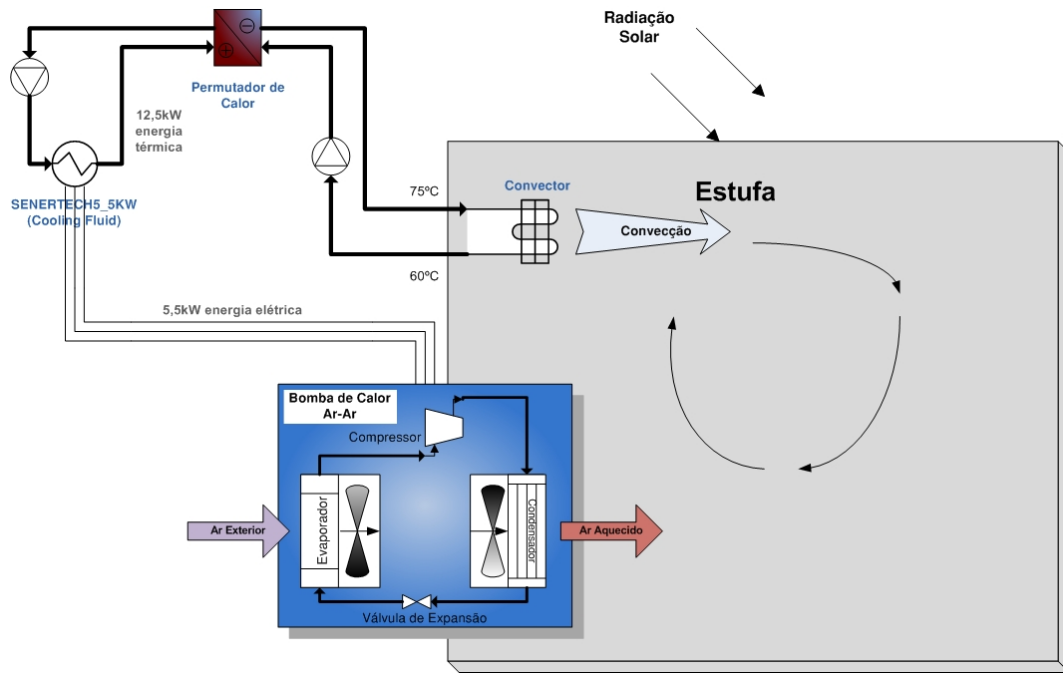 Radiação
Solar
Permutador de
Calor
12,5kW
energia
térmica
SENERTECH5_5KW
(Cooling Fluid)
75ºC
Convector
Estufa
Convecção
60ºC
5,5kW energia elétrica
Bomba de Calor
Ar-Ar
Compressor
Evaporador
Condensador
Ar Exterior
Ar Aquecido
Válvula de Expansão